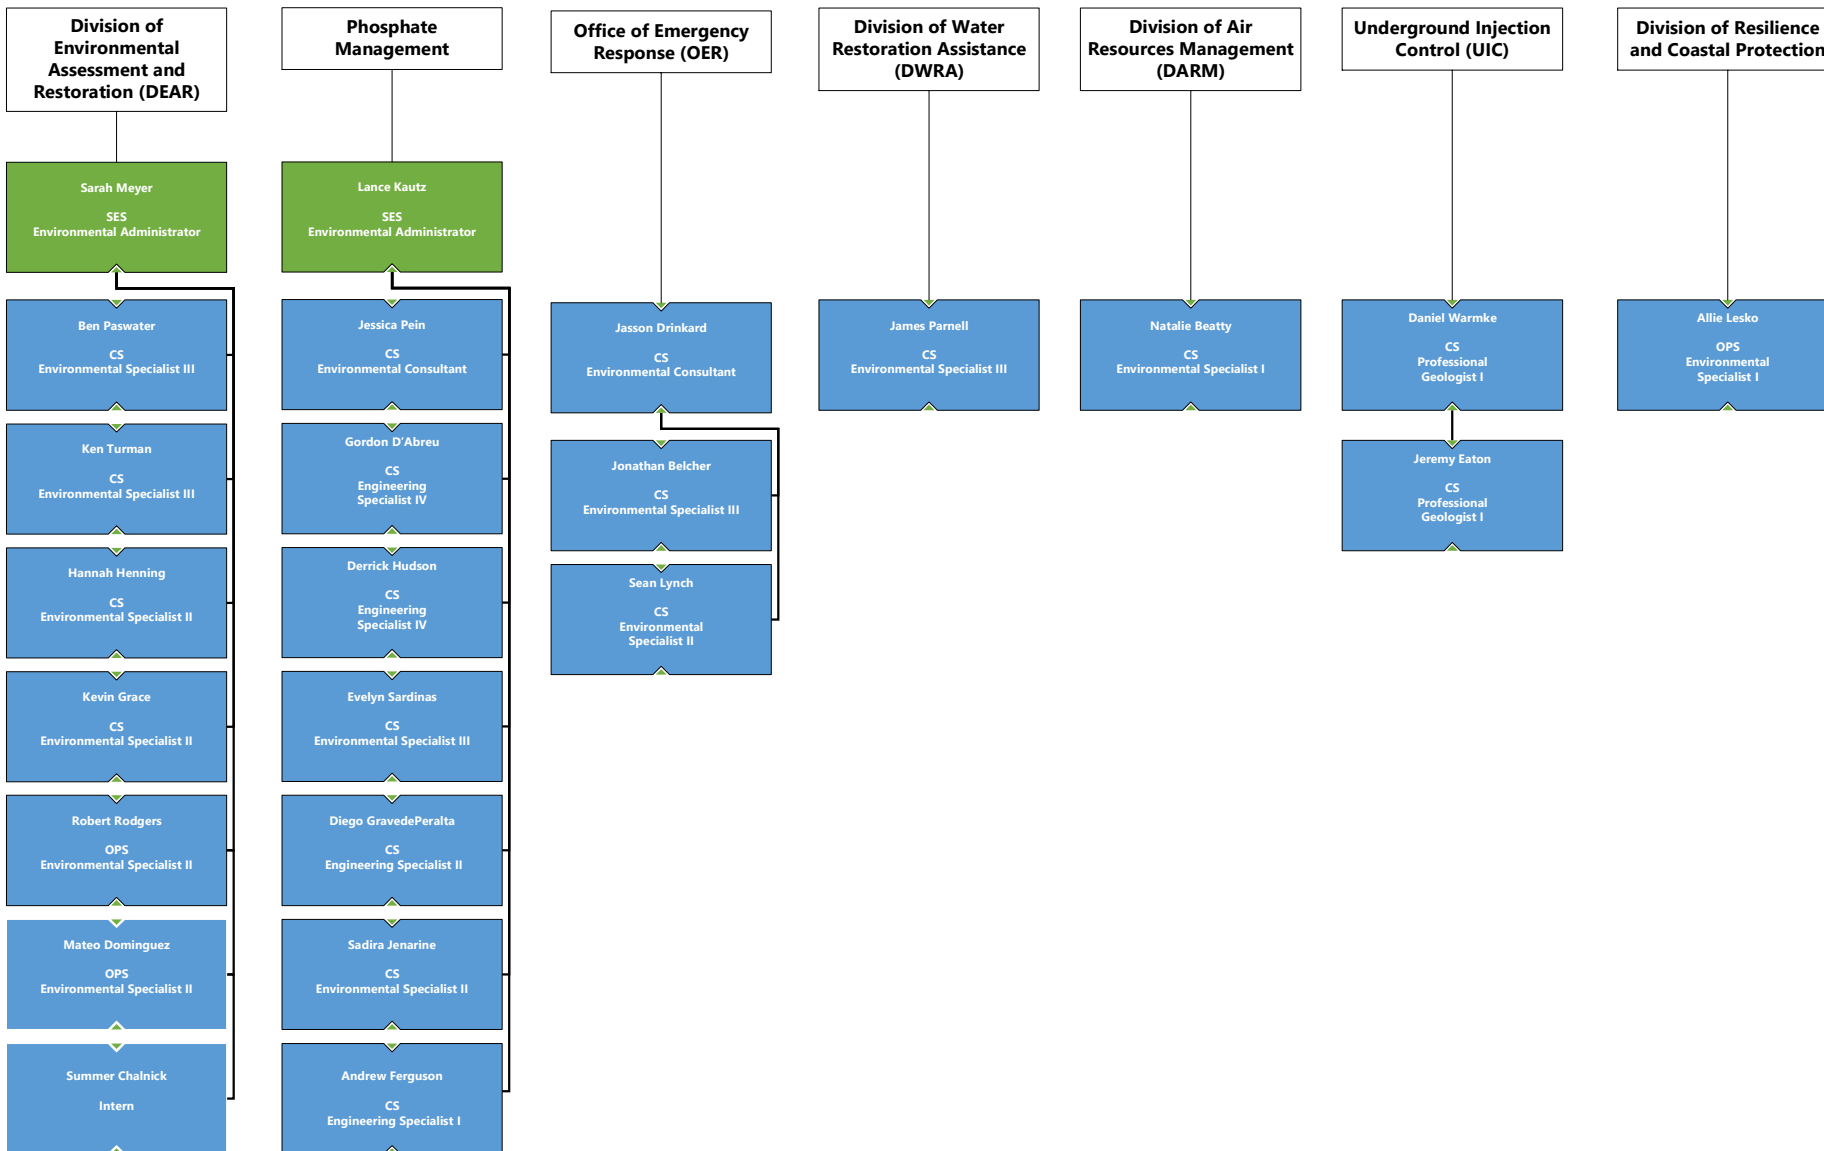 Division of
Environmental
Assessment and
Restoration (DEAR)
Sarah Meyer
SES
Environmental Administrator
Ben Paswater
CS
Environmental Specialist III
Ken Turman
CS
Environmental Specialist III
Hannah Henning
CS
Environmental Specialist II
Kevin Grace
CS
Environmental Specialist II
Robert Rodgers
OPS
Environmental Specialist II
Mateo Dominguez
OPS
Environmental Specialist II
Summer Chalnick
Intern
Phosphate
Management
Lance Kautz
SES
Environmental Administrator
Jessica Pein
CS
Environmental Consultant
Gordon D'Abreu
CS
Engineering
Specialist IV
Derrick Hudson
CS
Engineering
Specialist IV
Evelyn Sardinas
CS
Environmental Specialist III
Diego GravedePeralta
CS
Engineering Specialist II
Sadira Jenarine
CS
Environmental Specialist II
Andrew Ferguson
CS
Engineering Specialist I
Office of Emergency
Response (OER)
Jasson Drinkard
CS
Environmental Consultant
Jonathan Belcher
CS
Environmental Specialist III
Sean Lynch
CS
Environmental
Specialist II
Division of Water
Restoration Assistance
(DWRA)
James Parnell
CS
Environmental Specialist III
Division of Air
Resources Management
(DARM)
Natalie Beatty
CS
Environmental Specialist I
Underground Injection
Control (UIC)
Daniel Warmke
CS
Professional
Geologist I
Jeremy Eaton
CS
Professional
Geologist I
Division of Resilience
and Coastal Protection
Allie Lesko
OPS
Environmental
Specialist I